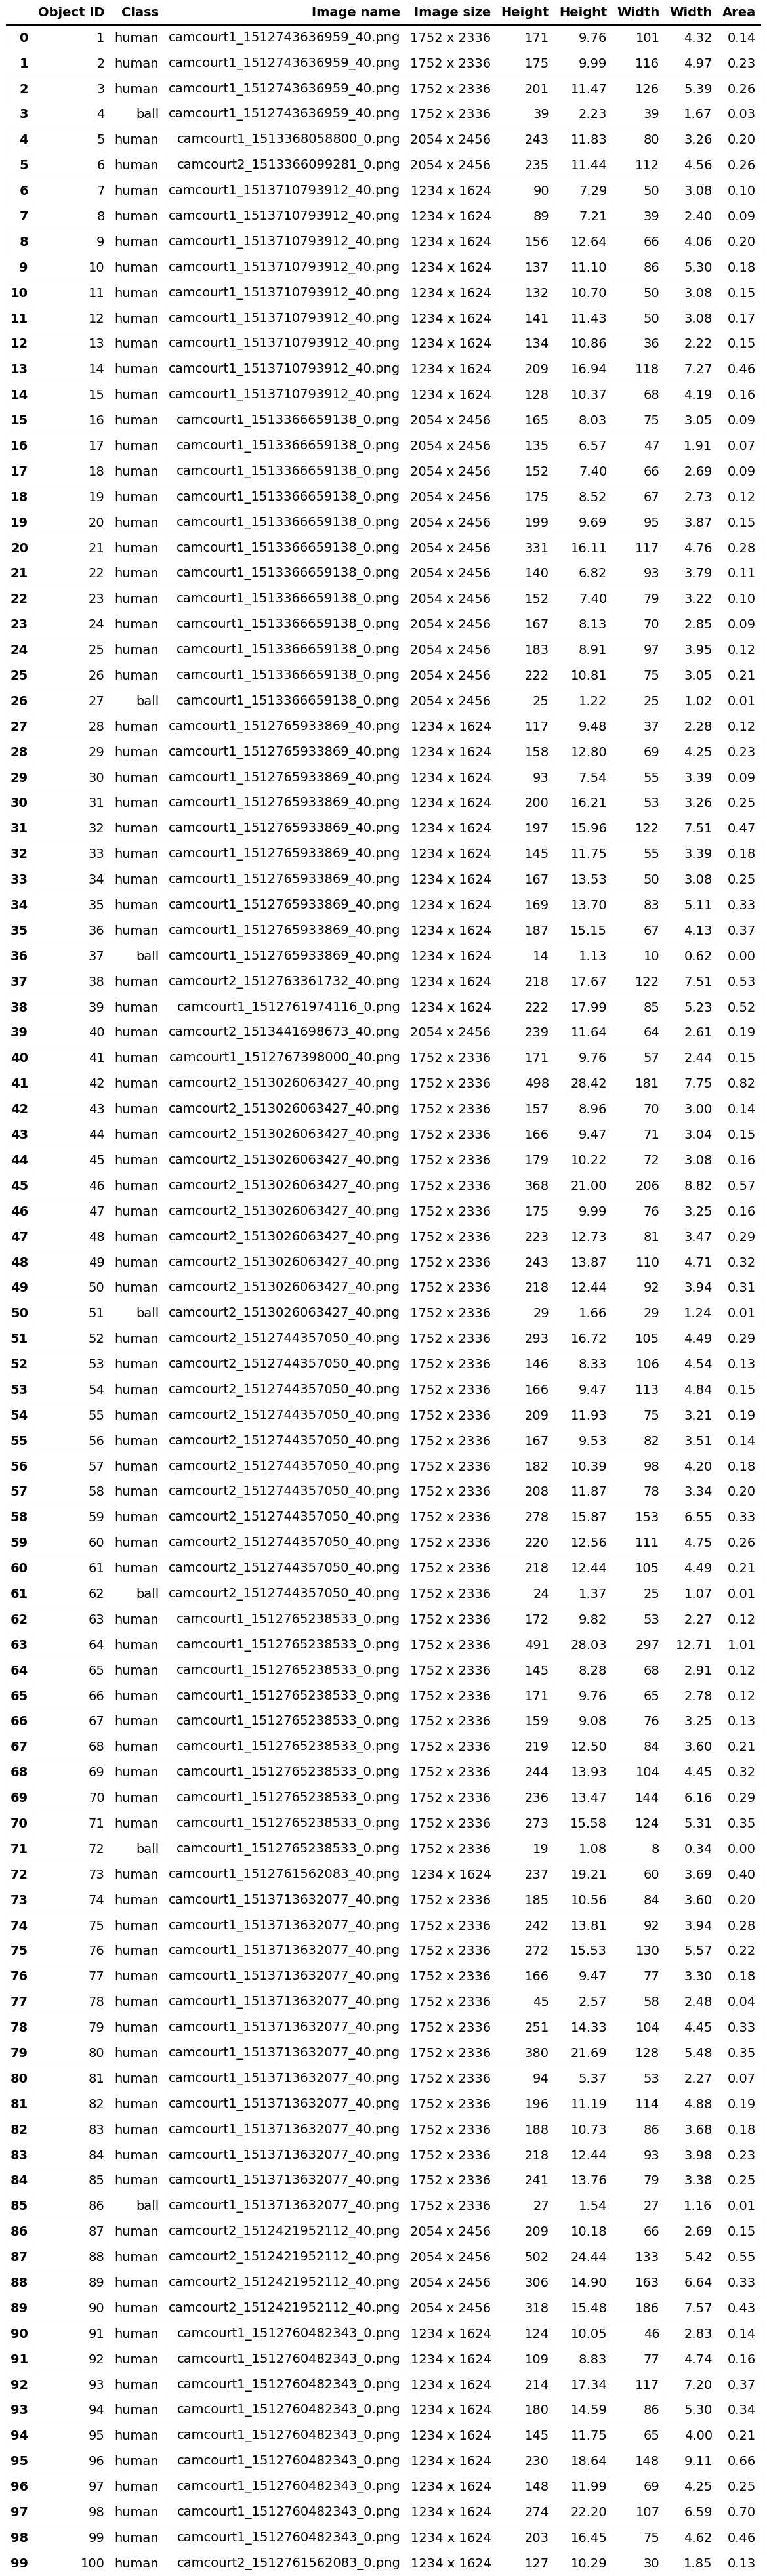 Object ID Class Image name Image size Height Height Width Width Area
0 1 human camcourt1_1512743636959_40.png 1752 x 2336 171 9.76 101 4.32 0.14
1 2 human camcourt1_1512743636959_40.png 1752 x 2336 175 9.99 116 4.97 0.23
2 3 human camcourt1_1512743636959_40.png 1752 x 2336 201 11.47 126 5.39 0.26
3 4 ball camcourt1_1512743636959_40.png 1752 x 2336 39 2.23 39 1.67 0.03
4 5 human camcourt1_1513368058800_0.png 2054 x 2456 243 11.83 80 3.26 0.20
5 6 human camcourt2_1513366099281_0.png 2054 x 2456 235 11.44 112 4.56 0.26
6 7 human camcourt1_1513710793912_40.png 1234 x 1624 90 7.29 50 3.08 0.10
7 8 human camcourt1_1513710793912_40.png 1234 x 1624 89 7.21 39 2.40 0.09
8 9 human camcourt1_1513710793912_40.png 1234 x 1624 156 12.64 66 4.06 0.20
9 10 human camcourt1_1513710793912_40.png 1234 x 1624 137 11.10 86 5.30 0.18
10 11 human camcourt1_1513710793912_40.png 1234 x 1624 132 10.70 50 3.08 0.15
11 12 human camcourt1_1513710793912_40.png 1234 x 1624 141 11.43 50 3.08 0.17
12 13 human camcourt1_1513710793912_40.png 1234 x 1624 134 10.86 36 2.22 0.15
13 14 human camcourt1_1513710793912_40.png 1234 x 1624 209 16.94 118 7.27 0.46
14 15 human camcourt1_1513710793912_40.png 1234 x 1624 128 10.37 68 4.19 0.16
15 16 human camcourt1_1513366659138_0.png 2054 x 2456 165 8.03 75 3.05 0.09
16 17 human camcourt1_1513366659138_0.png 2054 x 2456 135 6.57 47 1.91 0.07
17 18 human camcourt1_1513366659138_0.png 2054 x 2456 152 7.40 66 2.69 0.09
18 19 human camcourt1_1513366659138_0.png 2054 x 2456 175 8.52 67 2.73 0.12
19 20 human camcourt1_1513366659138_0.png 2054 x 2456 199 9.69 95 3.87 0.15
20 21 human camcourt1_1513366659138_0.png 2054 x 2456 331 16.11 117 4.76 0.28
21 22 human camcourt1_1513366659138_0.png 2054 x 2456 140 6.82 93 3.79 0.11
22 23 human camcourt1_1513366659138_0.png 2054 x 2456 152 7.40 79 3.22 0.10
23 24 human camcourt1_1513366659138_0.png 2054 x 2456 167 8.13 70 2.85 0.09
24 25 human camcourt1_1513366659138_0.png 2054 x 2456 183 8.91 97 3.95 0.12
25 26 human camcourt1_1513366659138_0.png 2054 x 2456 222 10.81 75 3.05 0.21
26 27 ball camcourt1_1513366659138_0.png 2054 x 2456 25 1.22 25 1.02 0.01
27 28 human camcourt1_1512765933869_40.png 1234 x 1624 117 9.48 37 2.28 0.12
28 29 human camcourt1_1512765933869_40.png 1234 x 1624 158 12.80 69 4.25 0.23
29 30 human camcourt1_1512765933869_40.png 1234 x 1624 93 7.54 55 3.39 0.09
30 31 human camcourt1_1512765933869_40.png 1234 x 1624 200 16.21 53 3.26 0.25
31 32 human camcourt1_1512765933869_40.png 1234 x 1624 197 15.96 122 7.51 0.47
32 33 human camcourt1_1512765933869_40.png 1234 x 1624 145 11.75 55 3.39 0.18
33 34 human camcourt1_1512765933869_40.png 1234 x 1624 167 13.53 50 3.08 0.25
34 35 human camcourt1_1512765933869_40.png 1234 x 1624 169 13.70 83 5.11 0.33
35 36 human camcourt1_1512765933869_40.png 1234 x 1624 187 15.15 67 4.13 0.37
36 37 ball camcourt1_1512765933869_40.png 1234 x 1624 14 1.13 10 0.62 0.00
37 38 human camcourt2_1512763361732_40.png 1234 x 1624 218 17.67 122 7.51 0.53
38 39 human camcourt1_1512761974116_0.png 1234 x 1624 222 17.99 85 5.23 0.52
39 40 human camcourt2_1513441698673_40.png 2054 x 2456 239 11.64 64 2.61 0.19
40 41 human camcourt1_1512767398000_40.png 1752 x 2336 171 9.76 57 2.44 0.15
41 42 human camcourt2_1513026063427_40.png 1752 x 2336 498 28.42 181 7.75 0.82
42 43 human camcourt2_1513026063427_40.png 1752 x 2336 157 8.96 70 3.00 0.14
43 44 human camcourt2_1513026063427_40.png 1752 x 2336 166 9.47 71 3.04 0.15
44 45 human camcourt2_1513026063427_40.png 1752 x 2336 179 10.22 72 3.08 0.16
45 46 human camcourt2_1513026063427_40.png 1752 x 2336 368 21.00 206 8.82 0.57
46 47 human camcourt2_1513026063427_40.png 1752 x 2336 175 9.99 76 3.25 0.16
47 48 human camcourt2_1513026063427_40.png 1752 x 2336 223 12.73 81 3.47 0.29
48 49 human camcourt2_1513026063427_40.png 1752 x 2336 243 13.87 110 4.71 0.32
49 50 human camcourt2_1513026063427_40.png 1752 x 2336 218 12.44 92 3.94 0.31
50 51 ball camcourt2_1513026063427_40.png 1752 x 2336 29 1.66 29 1.24 0.01
51 52 human camcourt2_1512744357050_40.png 1752 x 2336 293 16.72 105 4.49 0.29
52 53 human camcourt2_1512744357050_40.png 1752 x 2336 146 8.33 106 4.54 0.13
53 54 human camcourt2_1512744357050_40.png 1752 x 2336 166 9.47 113 4.84 0.15
54 55 human camcourt2_1512744357050_40.png 1752 x 2336 209 11.93 75 3.21 0.19
55 56 human camcourt2_1512744357050_40.png 1752 x 2336 167 9.53 82 3.51 0.14
56 57 human camcourt2_1512744357050_40.png 1752 x 2336 182 10.39 98 4.20 0.18
57 58 human camcourt2_1512744357050_40.png 1752 x 2336 208 11.87 78 3.34 0.20
58 59 human camcourt2_1512744357050_40.png 1752 x 2336 278 15.87 153 6.55 0.33
59 60 human camcourt2_1512744357050_40.png 1752 x 2336 220 12.56 111 4.75 0.26
60 61 human camcourt2_1512744357050_40.png 1752 x 2336 218 12.44 105 4.49 0.21
61 62 ball camcourt2_1512744357050_40.png 1752 x 2336 24 1.37 25 1.07 0.01
62 63 human camcourt1_1512765238533_0.png 1752 x 2336 172 9.82 53 2.27 0.12
63 64 human camcourt1_1512765238533_0.png 1752 x 2336 491 28.03 297 12.71 1.01
64 65 human camcourt1_1512765238533_0.png 1752 x 2336 145 8.28 68 2.91 0.12
65 66 human camcourt1_1512765238533_0.png 1752 x 2336 171 9.76 65 2.78 0.12
66 67 human camcourt1_1512765238533_0.png 1752 x 2336 159 9.08 76 3.25 0.13
67 68 human camcourt1_1512765238533_0.png 1752 x 2336 219 12.50 84 3.60 0.21
68 69 human camcourt1_1512765238533_0.png 1752 x 2336 244 13.93 104 4.45 0.32
69 70 human camcourt1_1512765238533_0.png 1752 x 2336 236 13.47 144 6.16 0.29
70 71 human camcourt1_1512765238533_0.png 1752 x 2336 273 15.58 124 5.31 0.35
71 72 ball camcourt1_1512765238533_0.png 1752 x 2336 19 1.08 8 0.34 0.00
72 73 human camcourt1_1512761562083_40.png 1234 x 1624 237 19.21 60 3.69 0.40
73 74 human camcourt1_1513713632077_40.png 1752 x 2336 185 10.56 84 3.60 0.20
74 75 human camcourt1_1513713632077_40.png 1752 x 2336 242 13.81 92 3.94 0.28
75 76 human camcourt1_1513713632077_40.png 1752 x 2336 272 15.53 130 5.57 0.22
76 77 human camcourt1_1513713632077_40.png 1752 x 2336 166 9.47 77 3.30 0.18
77 78 human camcourt1_1513713632077_40.png 1752 x 2336 45 2.57 58 2.48 0.04
78 79 human camcourt1_1513713632077_40.png 1752 x 2336 251 14.33 104 4.45 0.33
79 80 human camcourt1_1513713632077_40.png 1752 x 2336 380 21.69 128 5.48 0.35
80 81 human camcourt1_1513713632077_40.png 1752 x 2336 94 5.37 53 2.27 0.07
81 82 human camcourt1_1513713632077_40.png 1752 x 2336 196 11.19 114 4.88 0.19
82 83 human camcourt1_1513713632077_40.png 1752 x 2336 188 10.73 86 3.68 0.18
83 84 human camcourt1_1513713632077_40.png 1752 x 2336 218 12.44 93 3.98 0.23
84 85 human camcourt1_1513713632077_40.png 1752 x 2336 241 13.76 79 3.38 0.25
85 86 ball camcourt1_1513713632077_40.png 1752 x 2336 27 1.54 27 1.16 0.01
86 87 human camcourt2_1512421952112_40.png 2054 x 2456 209 10.18 66 2.69 0.15
87 88 human camcourt2_1512421952112_40.png 2054 x 2456 502 24.44 133 5.42 0.55
88 89 human camcourt2_1512421952112_40.png 2054 x 2456 306 14.90 163 6.64 0.33
89 90 human camcourt2_1512421952112_40.png 2054 x 2456 318 15.48 186 7.57 0.43
90 91 human camcourt1_1512760482343_0.png 1234 x 1624 124 10.05 46 2.83 0.14
91 92 human camcourt1_1512760482343_0.png 1234 x 1624 109 8.83 77 4.74 0.16
92 93 human camcourt1_1512760482343_0.png 1234 x 1624 214 17.34 117 7.20 0.37
93 94 human camcourt1_1512760482343_0.png 1234 x 1624 180 14.59 86 5.30 0.34
94 95 human camcourt1_1512760482343_0.png 1234 x 1624 145 11.75 65 4.00 0.21
95 96 human camcourt1_1512760482343_0.png 1234 x 1624 230 18.64 148 9.11 0.66
96 97 human camcourt1_1512760482343_0.png 1234 x 1624 148 11.99 69 4.25 0.25
97 98 human camcourt1_1512760482343_0.png 1234 x 1624 274 22.20 107 6.59 0.70
98 99 human camcourt1_1512760482343_0.png 1234 x 1624 203 16.45 75 4.62 0.46
99 100 human camcourt2_1512761562083_0.png 1234 x 1624 127 10.29 30 1.85 0.13